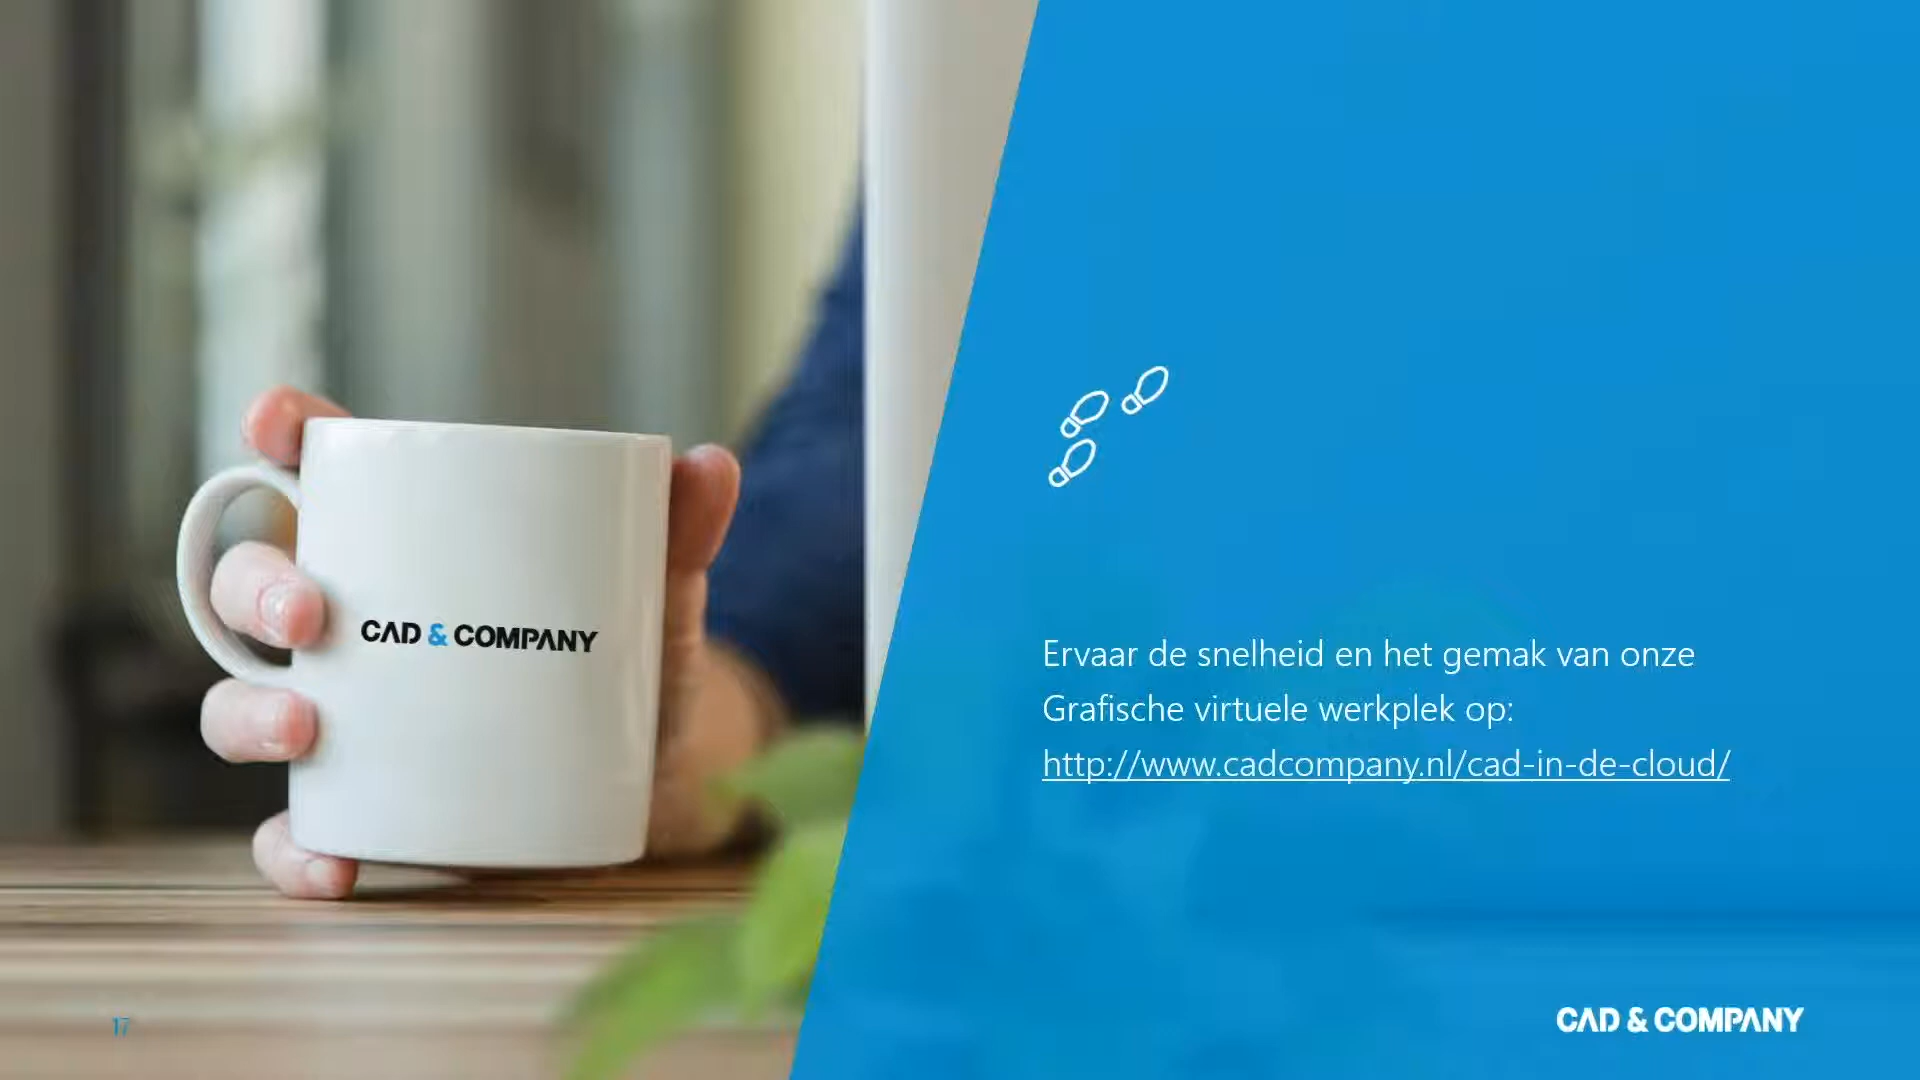 CAD & COMPANY
Ervaar de snelheid en het gemak van onze
Grafische virtuele werkplek op:
http://www.cadcompany.nl/cad-in-de-cloud/
17
CAD & COMPANY